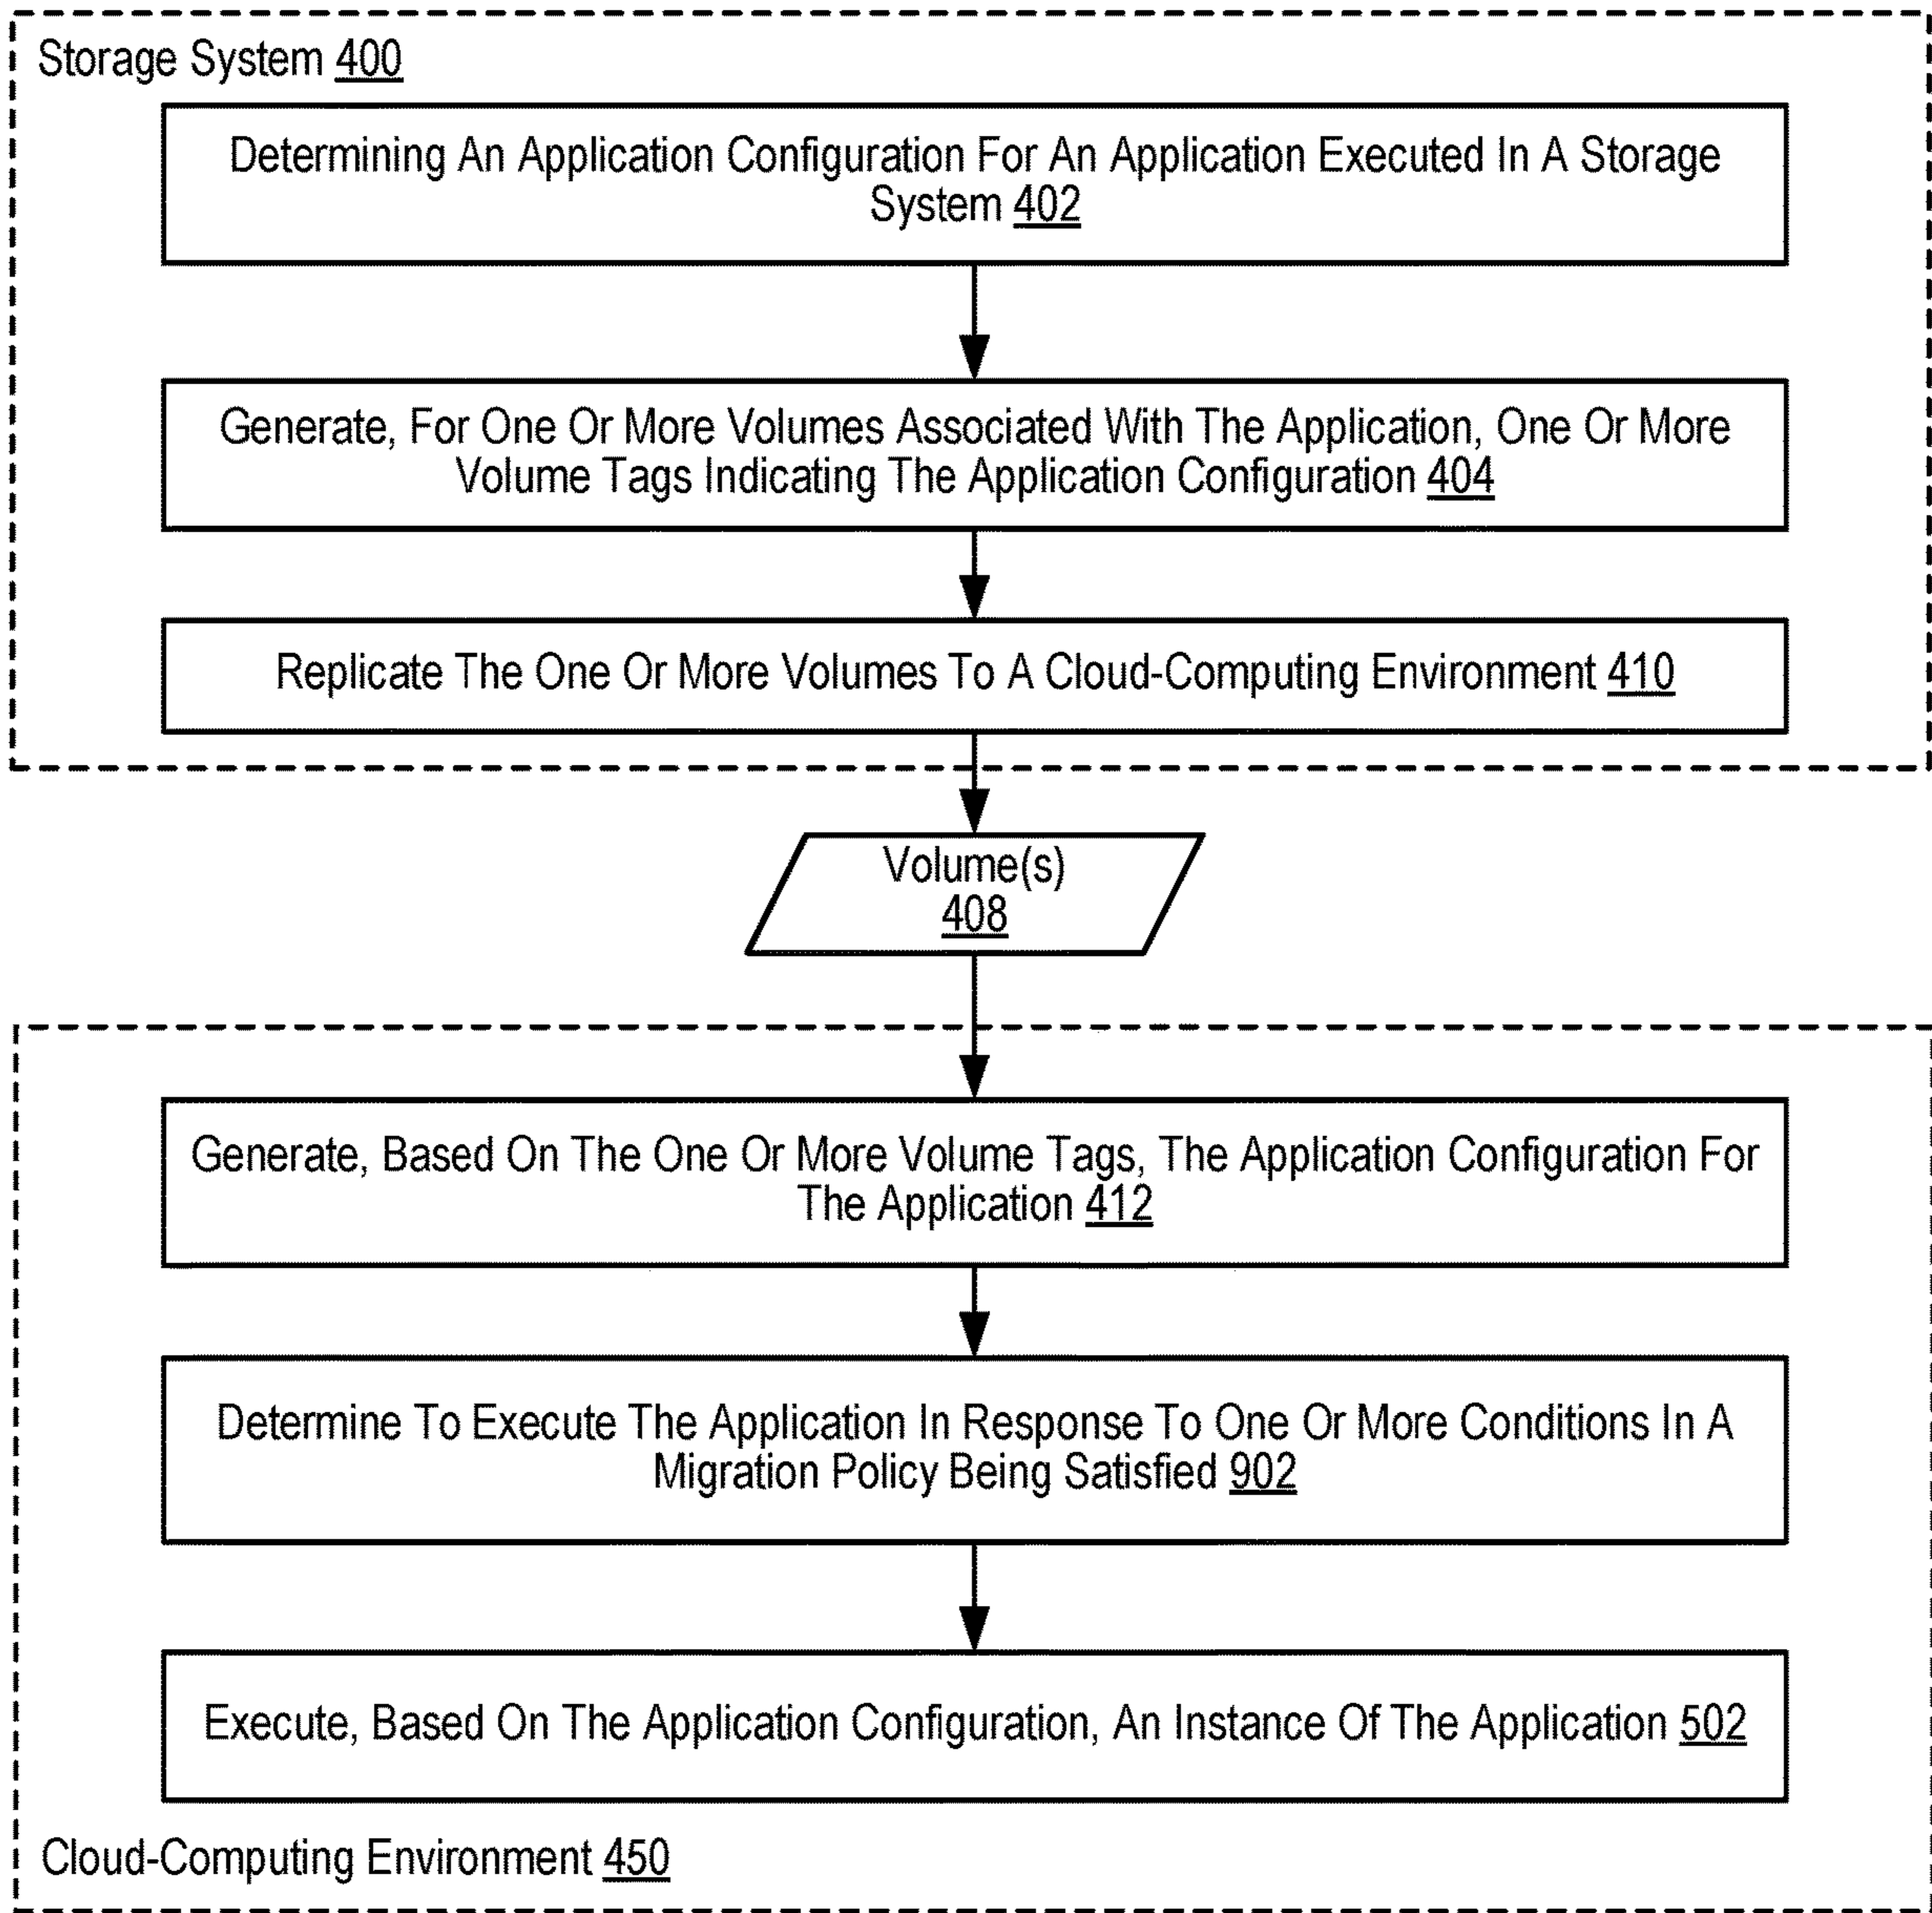 Storage System 400
Determining An Application Configuration For An Application Executed In A Storage
System 402
Generate, For One Or More Volumes Associated With The Application, One Or More
Volume Tags Indicating The Application Configuration 404
Replicate The One Or More Volumes To A Cloud-Computing Environment 410
Volume(s)
408
Generate, Based On The One Or More Volume Tags, The Application Configuration For
The Application 412
Determine To Execute The Application In Response To One Or More Conditions In A
Migration Policy Being Satisfied 902
Execute, Based On The Application Configuration, An Instance Of The Application 502
Cloud-Computing Environment 450